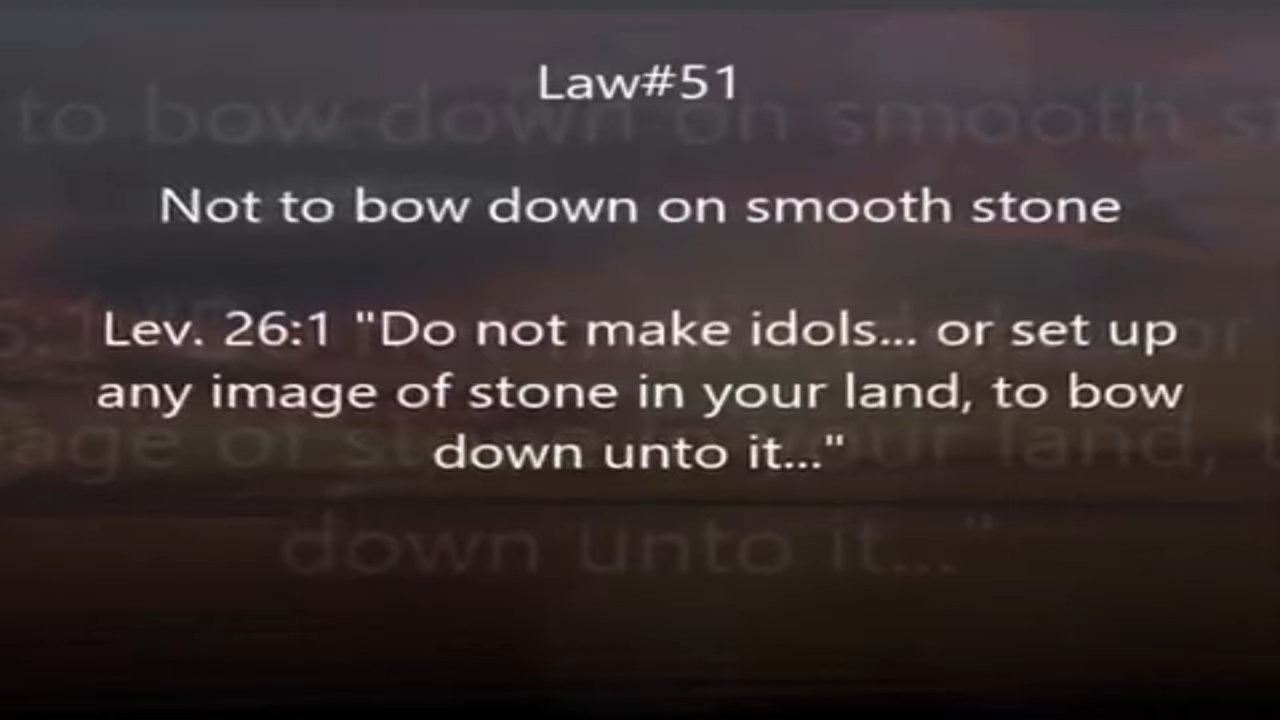 Law#51
Not to bow down on smooth stone
Lev. 26:1 "Do not make idols... or set up
any image of stone in your land, to bow
down unto it..."